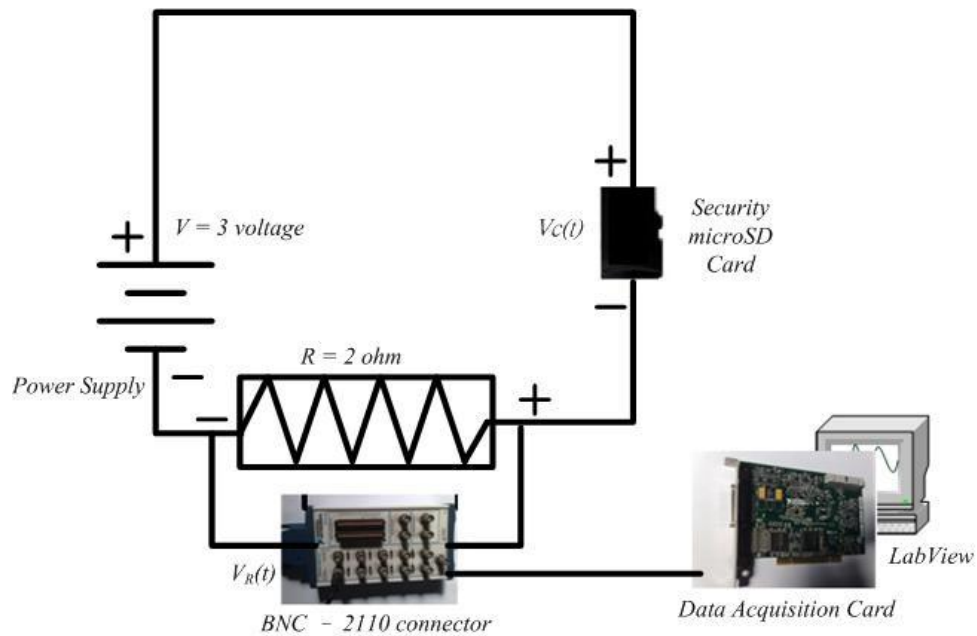 V = 3 voltage
+
+
Vc(t)
Security
microSD
Card
−
R = 2 ohm
Power Supply
−
−
+
VR(t)
BNC - 2110 connector
LabView
Data Acquisition Card